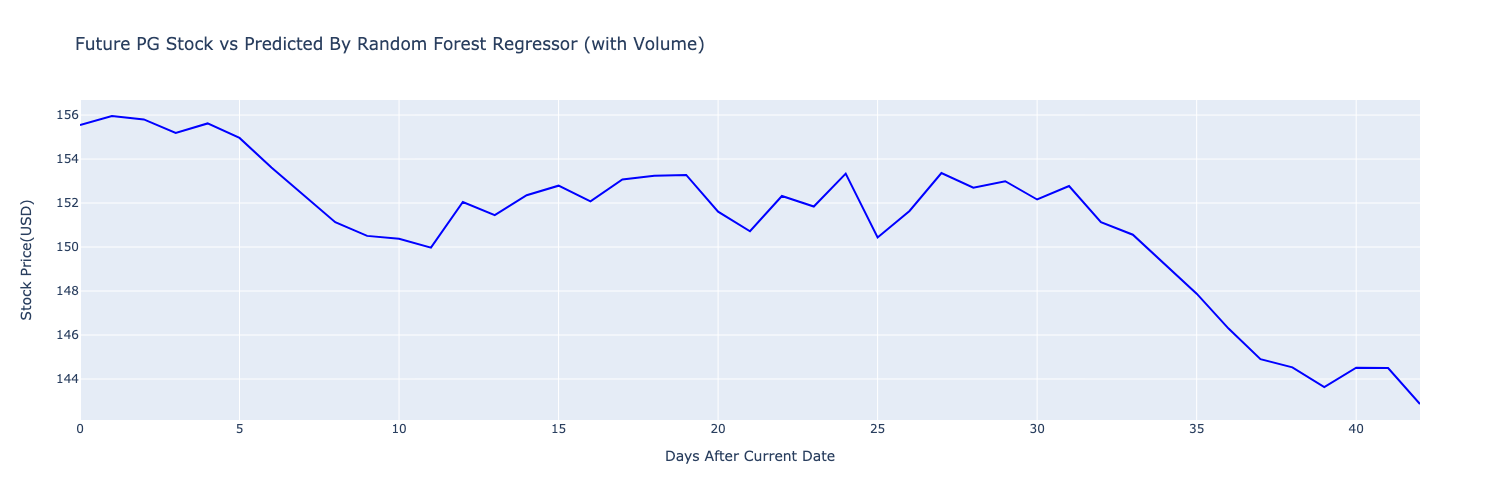 Future PG Stock vs Predicted By Random Forest Regressor (with Volume)
156
154
152
150
148
146
144
Stock Price(USD)
0 5 10 15 20 25 30 35 40
Days After Current Date